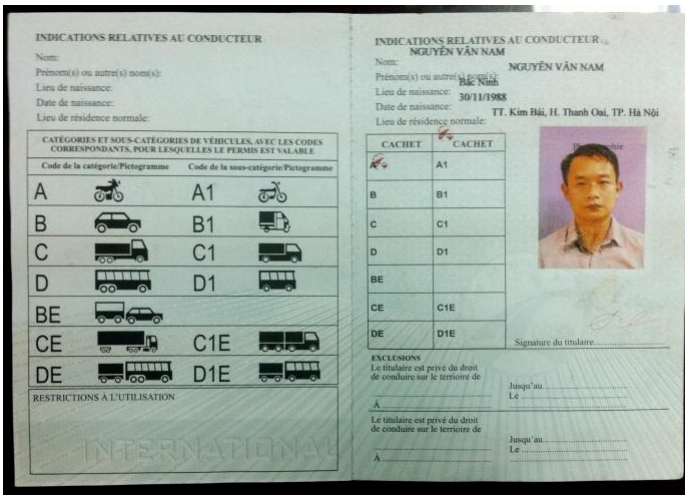 INDICATIONS RELATIVES AU CONDUCTEUR
Nom:
Prénom(s) ou autre(s) nom(s):
Lieu de naissance:
Date de naissance:
Lieu de résidence normale:
CATÉGORIES ET SOUS-CATÉGORIES DE VÉHICULES, AVEC LES CODES
CORRESPONDANTS, POUR LESQUELLES LE PERMIS EST VALABLE
Code de la catégorie/Pictogramme
Code de la sous-catégorie/Pictogramme
A A1
B B1
C C1
D D1
BE
CE C1E
DE D1E
RESTRICTIONS À L'UTILISATION
INTERNATIONAL
INDICATIONS RELATIVES AU CONDUCTEUR
NGUYỄN VĂN NAM
Nom:
NGUYỄN VĂN NAM
Prénom(s) ou autre(s) nom(s):
Bắc Ninh
Lieu de naissance:
30/11/1988
Date de naissance:
TT. Kim Bài, H. Thanh Oai, TP. Hà Nội
Lieu de résidence normale:
CACHET CACHET
A A1
B B1
C C1
D D1
BE
CE C1E
DE D1E
Photographie
Signature du titulaire
EXCLUSIONS
Le titulaire est privé du droit
de conduire sur le terrioire de
Jusqu'au
Le
À
Le titulaire est privé du droit
de conduire sur le terrioire de
Jusqu'au
Le
À